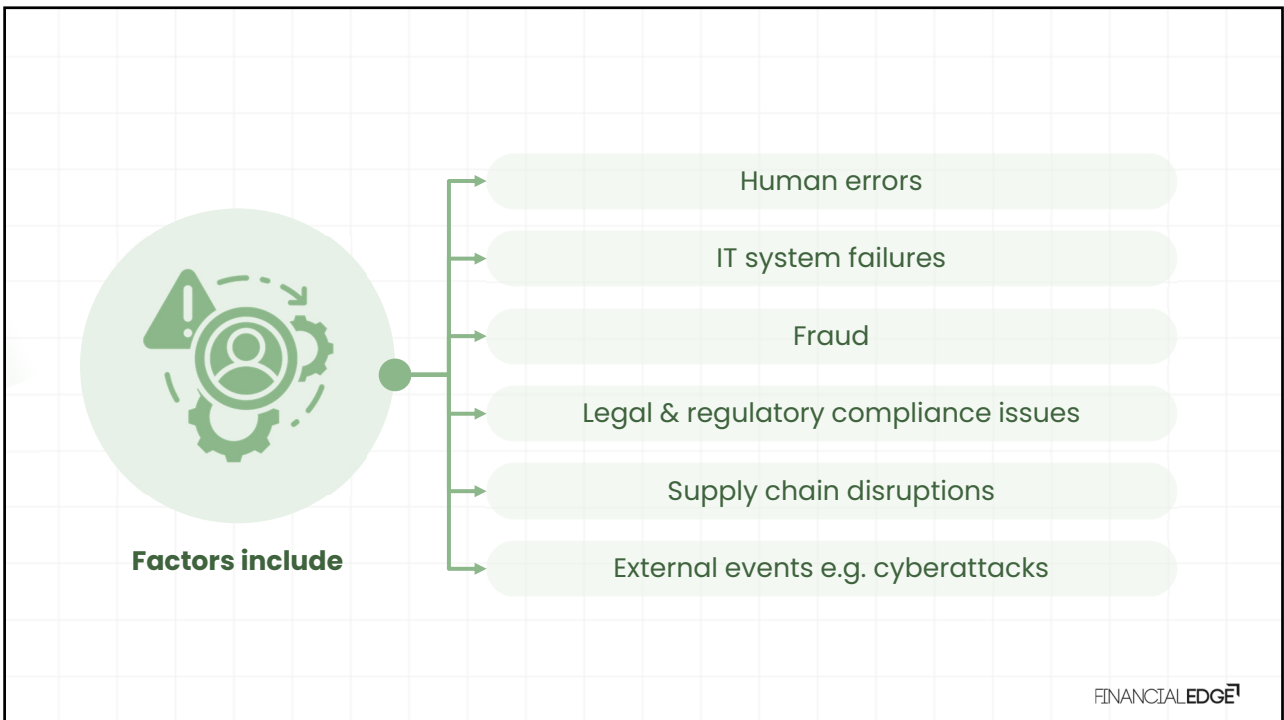 Human errors
IT system failures
Fraud
Legal & regulatory compliance issues
Supply chain disruptions
External events e.g. cyberattacks
Factors include
FINANCIALEDGE